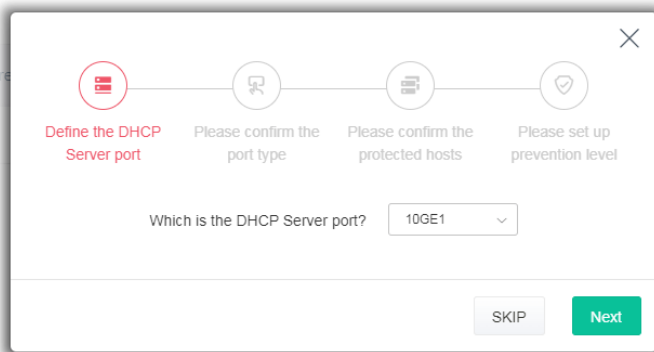 re
Define the DHCP
Server port
Please confirm the
port type
Please confirm the
protected hosts
Please set up
prevention level
Which is the DHCP Server port?
10GE1
SKIP
Next